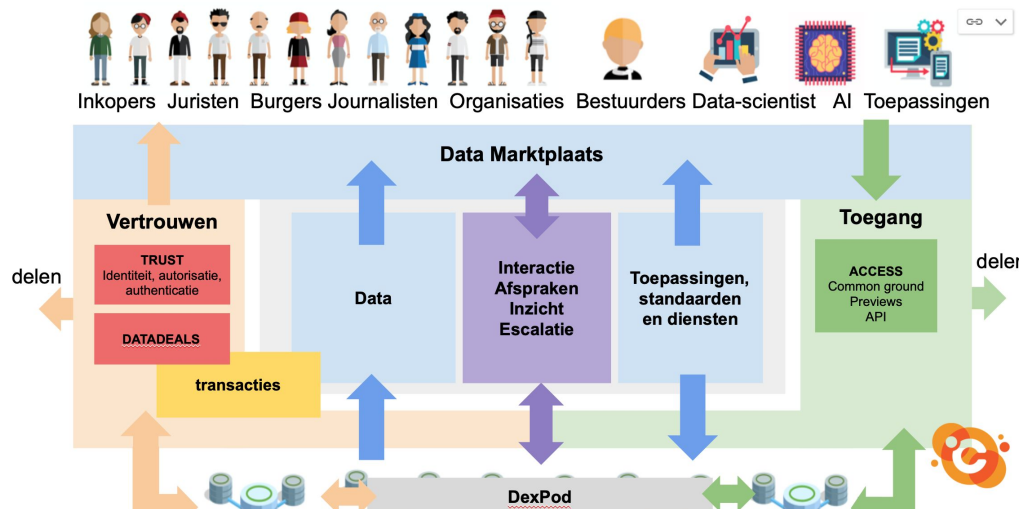 Inkopers Juristen Burgers Journalisten Organisaties Bestuurders Data-scientist AI Toepassingen
Data Marktplaats
Vertrouwen
TRUST
Identiteit, autorisatie,
authenticatie
DATADEALS
transacties
delen
Data
Interactie
Afspraken
Inzicht
Escalatie
Toepassingen,
standaarden
en diensten
Toegang
ACCESS
Common ground
Previews
API
delen
DexPod